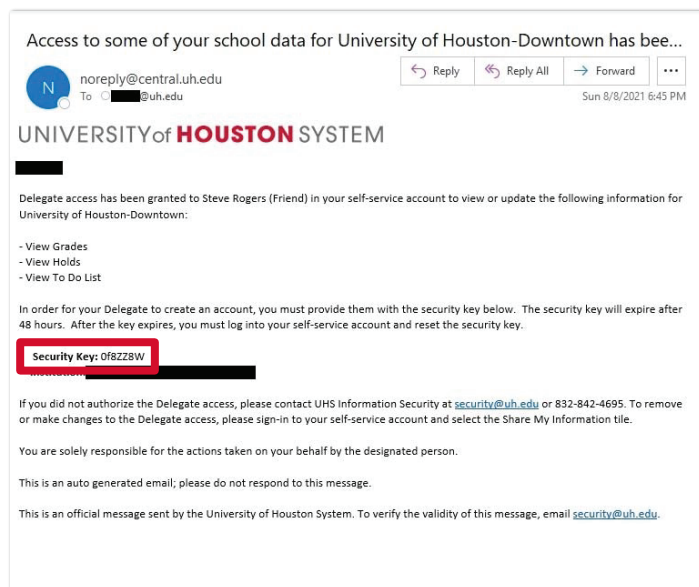 Access to some of your school data for University of Houston-Downtown has bee...
N
noreply@central.uh.edu
To @uh.edu
Reply
Reply All
Forward
...
Sun 8/8/2021 6:45 PM
UNIVERSITY of HOUSTON SYSTEM
Delegate access has been granted to Steve Rogers (Friend) in your self-service account to view or update the following information for
University of Houston-Downtown:
- View Grades
- View Holds
- View To Do List
In order for your Delegate to create an account, you must provide them with the security key below. The security key will expire after
48 hours. After the key expires, you must log into your self-service account and reset the security key.
Security Key: 0f8ZZ8W
If you did not authorize the Delegate access, please contact UHS Information Security at security@uh.edu or 832-842-4695. To remove
or make changes to the Delegate access, please sign-in to your self-service account and select the Share My Information tile.
You are solely responsible for the actions taken on your behalf by the designated person.
This is an auto generated email; please do not respond to this message.
This is an official message sent by the University of Houston System. To verify the validity of this message, email security@uh.edu.